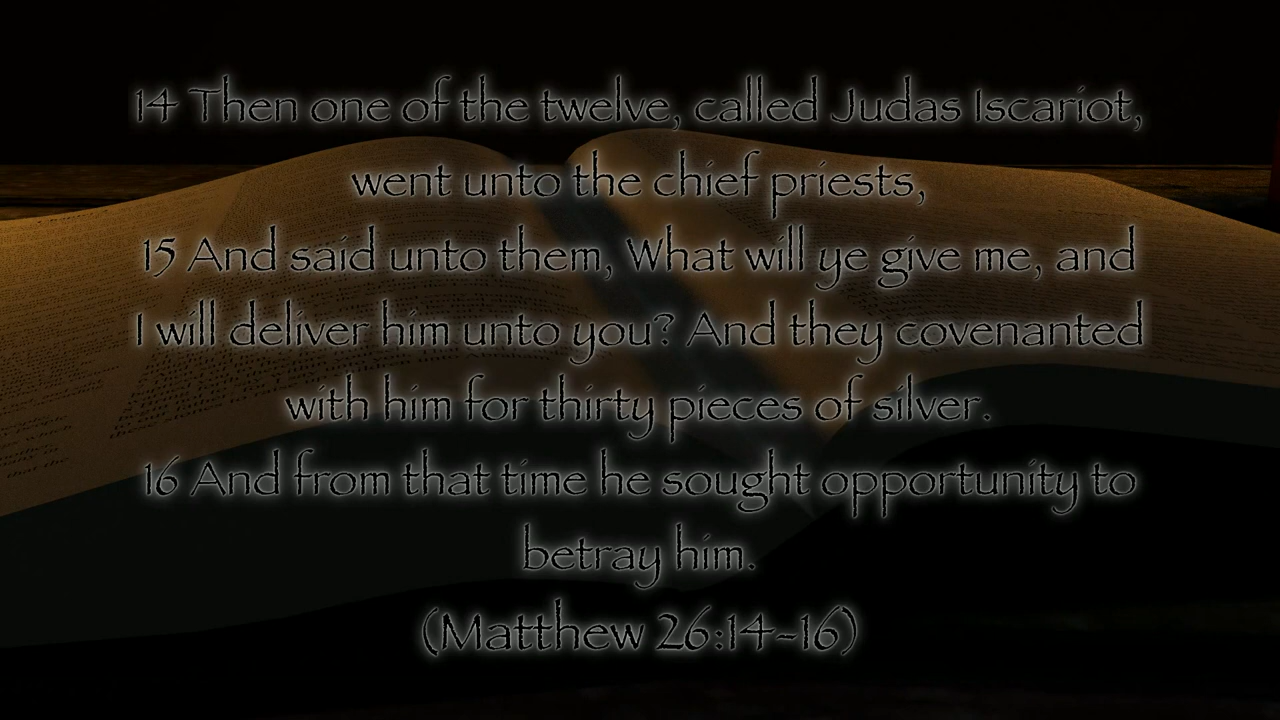 14 Then one of the twelve, called Judas Iscariot,
went unto the chief priests,
15 And said unto them, What will ye give me, and
I will deliver him unto you? And they covenanted
with him for thirty pieces of silver.
16 And from that time he sought opportunity to
betray him.
(Matthew 26:14-16)